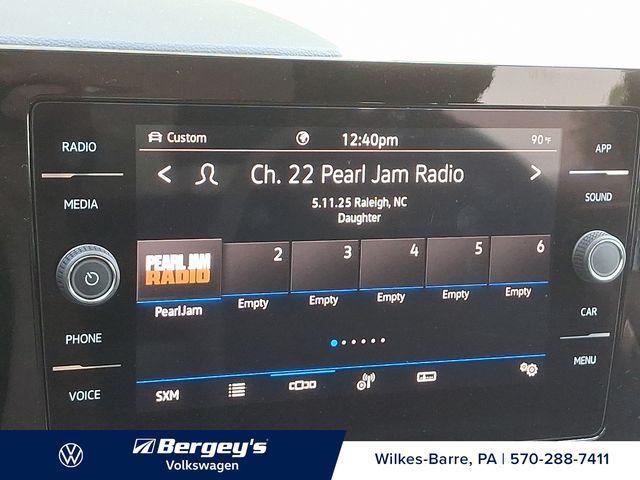 RADIO
MEDIA
PHONE
VOICE
Custom 12:40pm 90°F
Ch. 22 Pearl Jam Radio
5.11.25 Raleigh, NC
Daughter
PEARL JAM
RADIO
2 3 4 5 6
PearlJam Empty Empty Empty Empty Empty
SXM
APP
SOUND
CAR
MENU
Bergey's
Volkswagen
Wilkes-Barre, PA | 570-288-7411